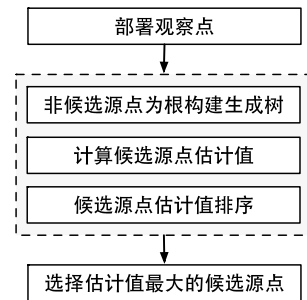 部署观察点
非候选源点为根构建生成树
计算候选源点估计值
候选源点估计值排序
选择估计值最大的候选源点